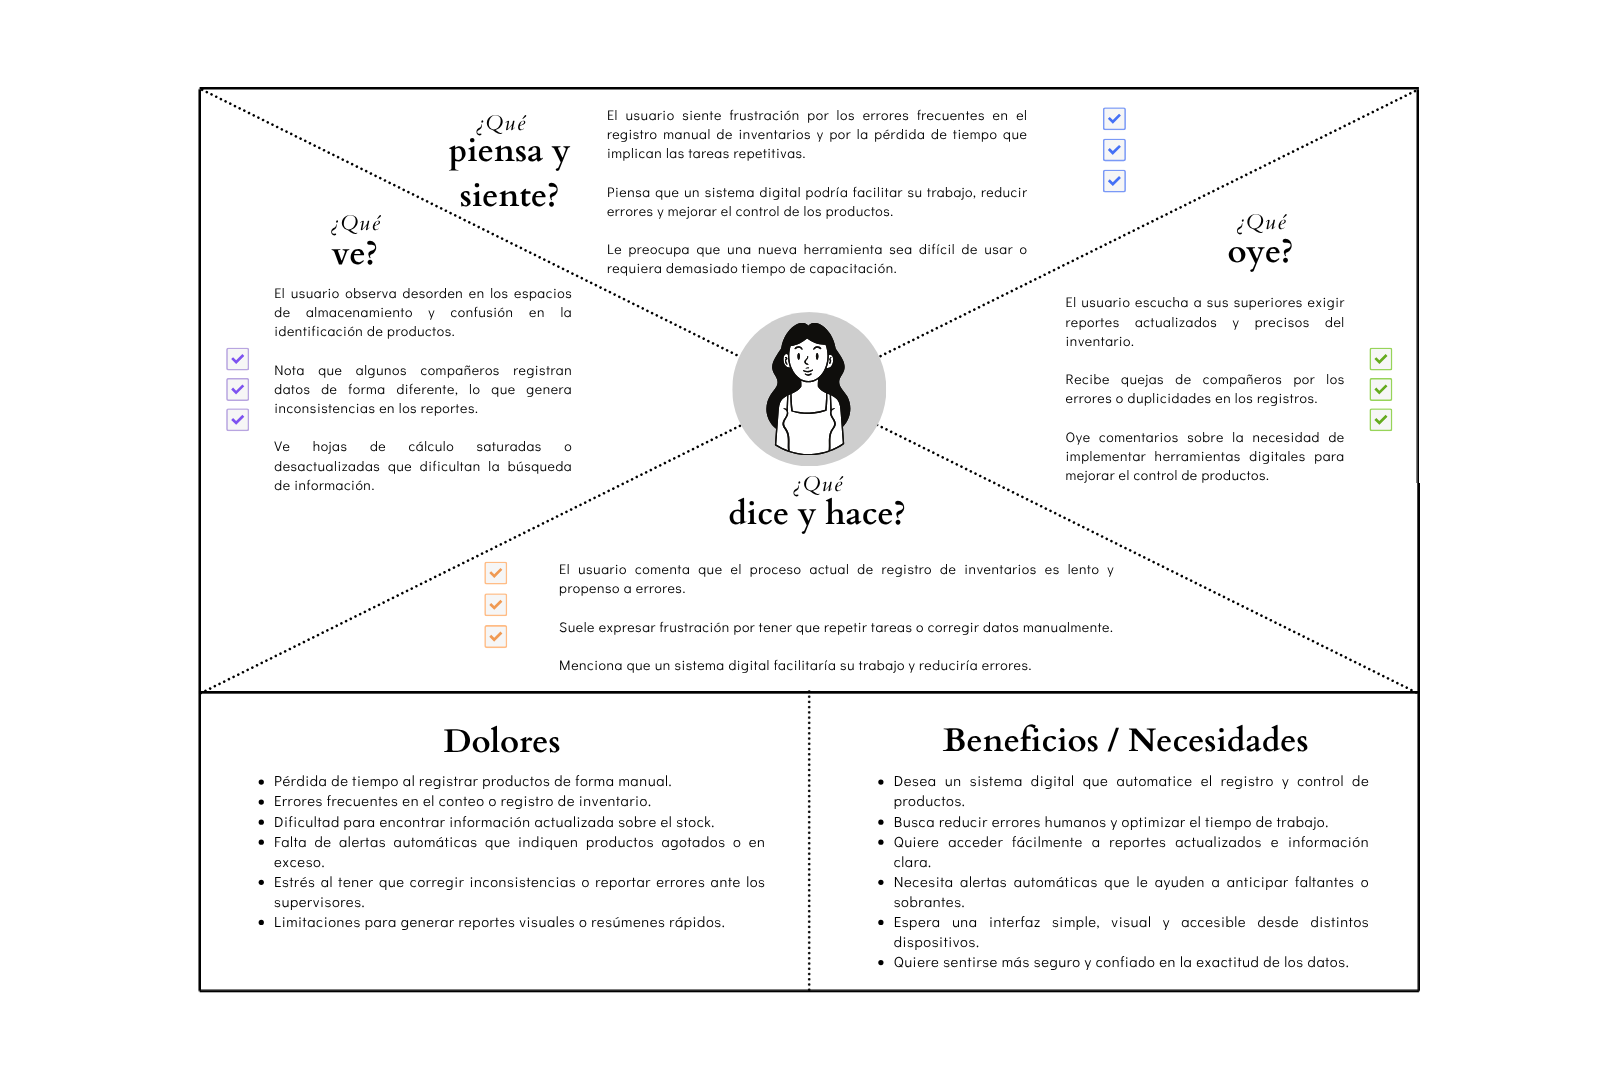 ¿Qué
piensa y
siente?
El usuario siente frustración por los errores frecuentes en el
registro manual de inventarios y por la pérdida de tiempo que
implican las tareas repetitivas.
Piensa que un sistema digital podría facilitar su trabajo, reducir
errores y mejorar el control de los productos.
Le preocupa que una nueva herramienta sea difícil de usar o
requiera demasiado tiempo de capacitación.
¿Qué
ve?
El usuario observa desorden en los espacios
de almacenamiento y confusión en la
identificación de productos.
Nota que algunos compañeros registran
datos de forma diferente, lo que genera
inconsistencias en los reportes.
Ve hojas de cálculo saturadas o
desactualizadas que dificultan la búsqueda
de información.
¿Qué
oye?
El usuario escucha a sus superiores exigir
reportes actualizados y precisos del
inventario.
Recibe quejas de compañeros por los
errores o duplicidades en los registros.
Oye comentarios sobre la necesidad de
implementar herramientas digitales para
mejorar el control de productos.
¿Qué
dice y hace?
El usuario comenta que el proceso actual de registro de inventarios es lento y
propenso a errores.
Suele expresar frustración por tener que repetir tareas o corregir datos manualmente.
Menciona que un sistema digital facilitaría su trabajo y reduciría errores.
Dolores
• Pérdida de tiempo al registrar productos de forma manual.
• Errores frecuentes en el conteo o registro de inventario.
• Dificultad para encontrar información actualizada sobre el stock.
• Falta de alertas automáticas que indiquen productos agotados o en
exceso.
• Estrés al tener que corregir inconsistencias o reportar errores ante los
supervisores.
• Limitaciones para generar reportes visuales o resúmenes rápidos.
Beneficios / Necesidades
• Desea un sistema digital que automatice el registro y control de
productos.
• Busca reducir errores humanos y optimizar el tiempo de trabajo.
• Quiere acceder fácilmente a reportes actualizados e información
clara.
• Necesita alertas automáticas que le ayuden a anticipar faltantes o
sobrantes.
• Espera una interfaz simple, visual y accesible desde distintos
dispositivos.
• Quiere sentirse más seguro y confiado en la exactitud de los datos.